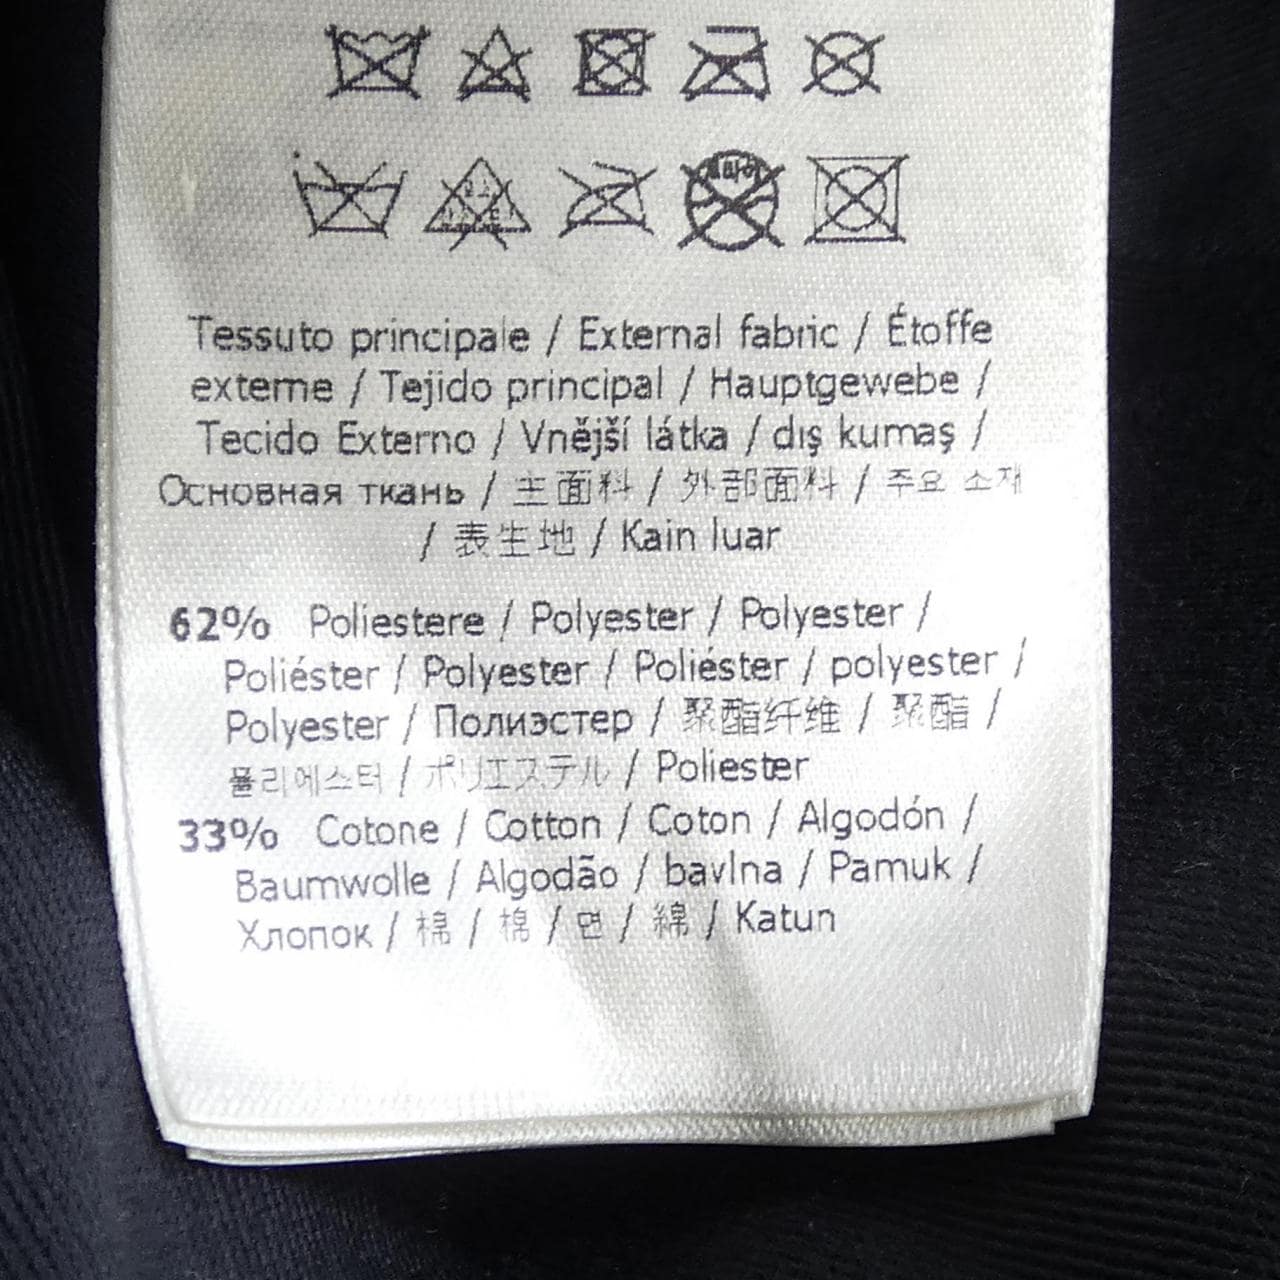 Tessuto principale / External fabric / Étoffe
externe / Tejido principal / Hauptgewebe /
Tecido Externo / Vnější látka / dış kumaş /
Основная ткань / 主面料 / 外部面料 / 주요 소재
/ 表生地 / Kain luar
62% Poliestere / Polyester / Polyester /
Poliéster / Polyester / Poliéster / polyester /
Polyester / Полиэстер / 聚酯纤维 / 聚酯 /
폴리에스터 / ポリエステル / Poliester
33% Cotone / Cotton / Coton / Algodón /
Baumwolle / Algodão / bavlna / Pamuk /
Хлопок / 棉 / 棉 / 면 / 綿 / Katun